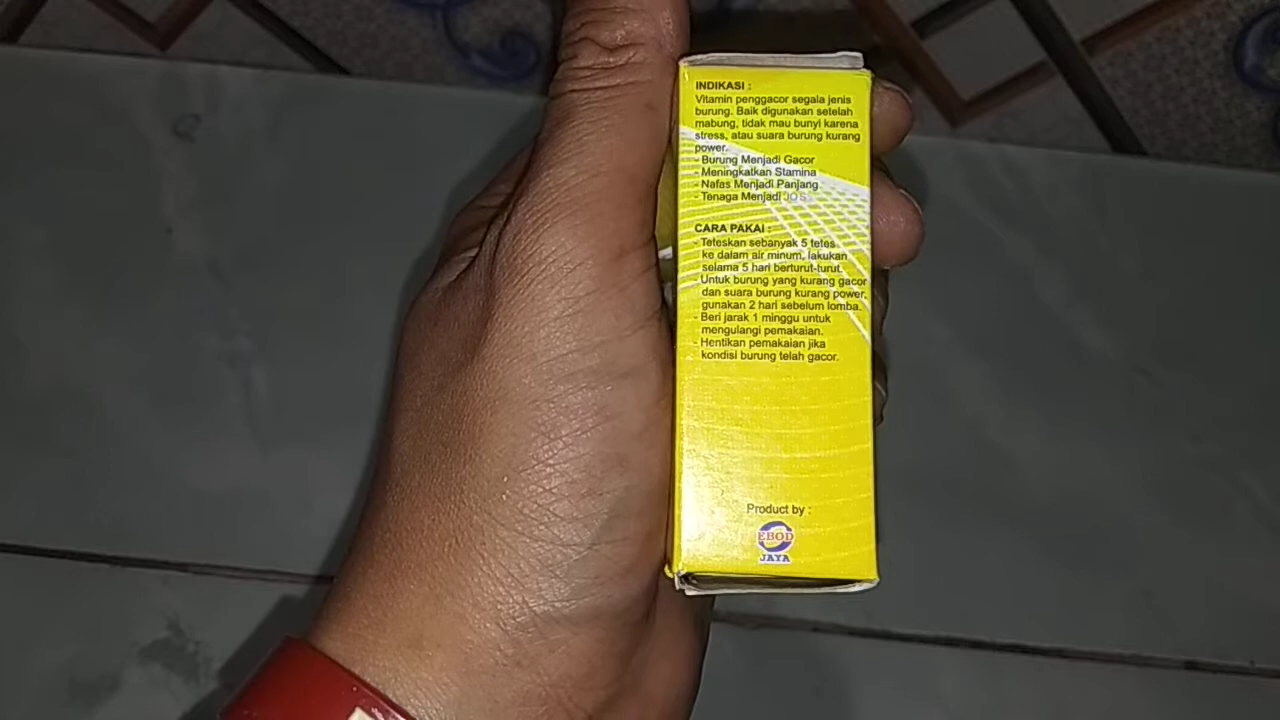 INDIKASI :
Vitamin penggacor segala jenis
burung. Baik digunakan setelah
mabung, tidak mau bunyi karena
stress, atau suara burung kurang
power.
- Burung Menjadi Gacor
- Meningkatkan Stamina
- Nafas Menjadi Panjang
- Tenaga Menjadi JOS
CARA PAKAI :
- Teteskan sebanyak 5 tetes
ke dalam air minum, lakukan
selama 5 hari berturut-turut.
- Untuk burung yang kurang gacor
dan suara burung kurang power,
gunakan 2 hari sebelum lomba.
- Beri jarak 1 minggu untuk
mengulangi pemakaian.
- Hentikan pemakaian jika
kondisi burung telah gacor.
Product by :
EBOD
JAYA